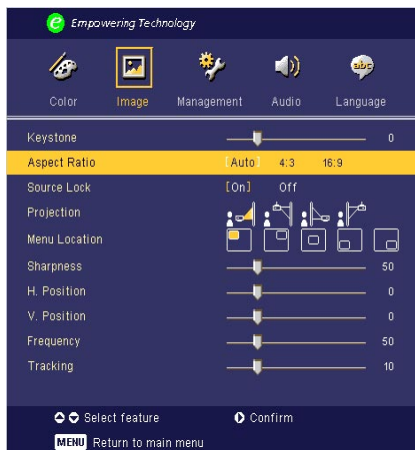 e Empowering Technology
Color Image Management Audio abc Language
Keystone 0
Aspect Ratio [Auto] 4:3 16:9
Source Lock [On] Off
Projection
Menu Location
Sharpness 50
H. Position 0
V. Position 0
Frequency 50
Tracking 10
Select feature Confirm
MENU Return to main menu